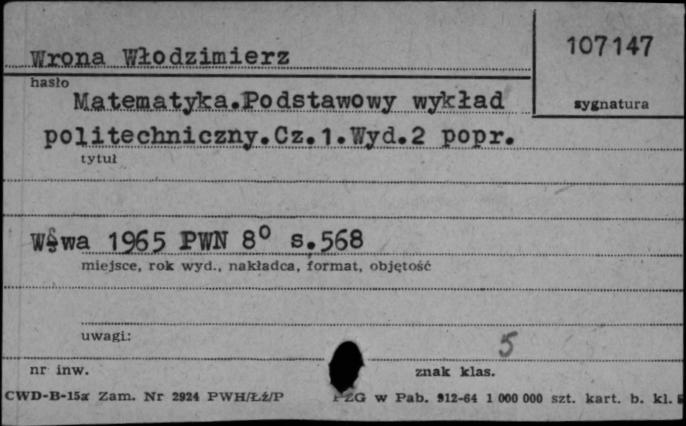 Wrona Włodzimierz
107147
hasło
sygnatura
Matematyka.Podstawowy wykład
politechniczny.Cz.1.Wyd.2 popr.
tytuł
Wswa 1965 PWN 8° s.568
miejsce, rok wyd., nakładca, format, objętość
uwagi:
5
nr inw.
znak klas.
CWD-B-15a Zam. Nr 2924 PWH/Łź/P
PZG w Pab. 912-64 1 000 000 szt. kart. b. kl.